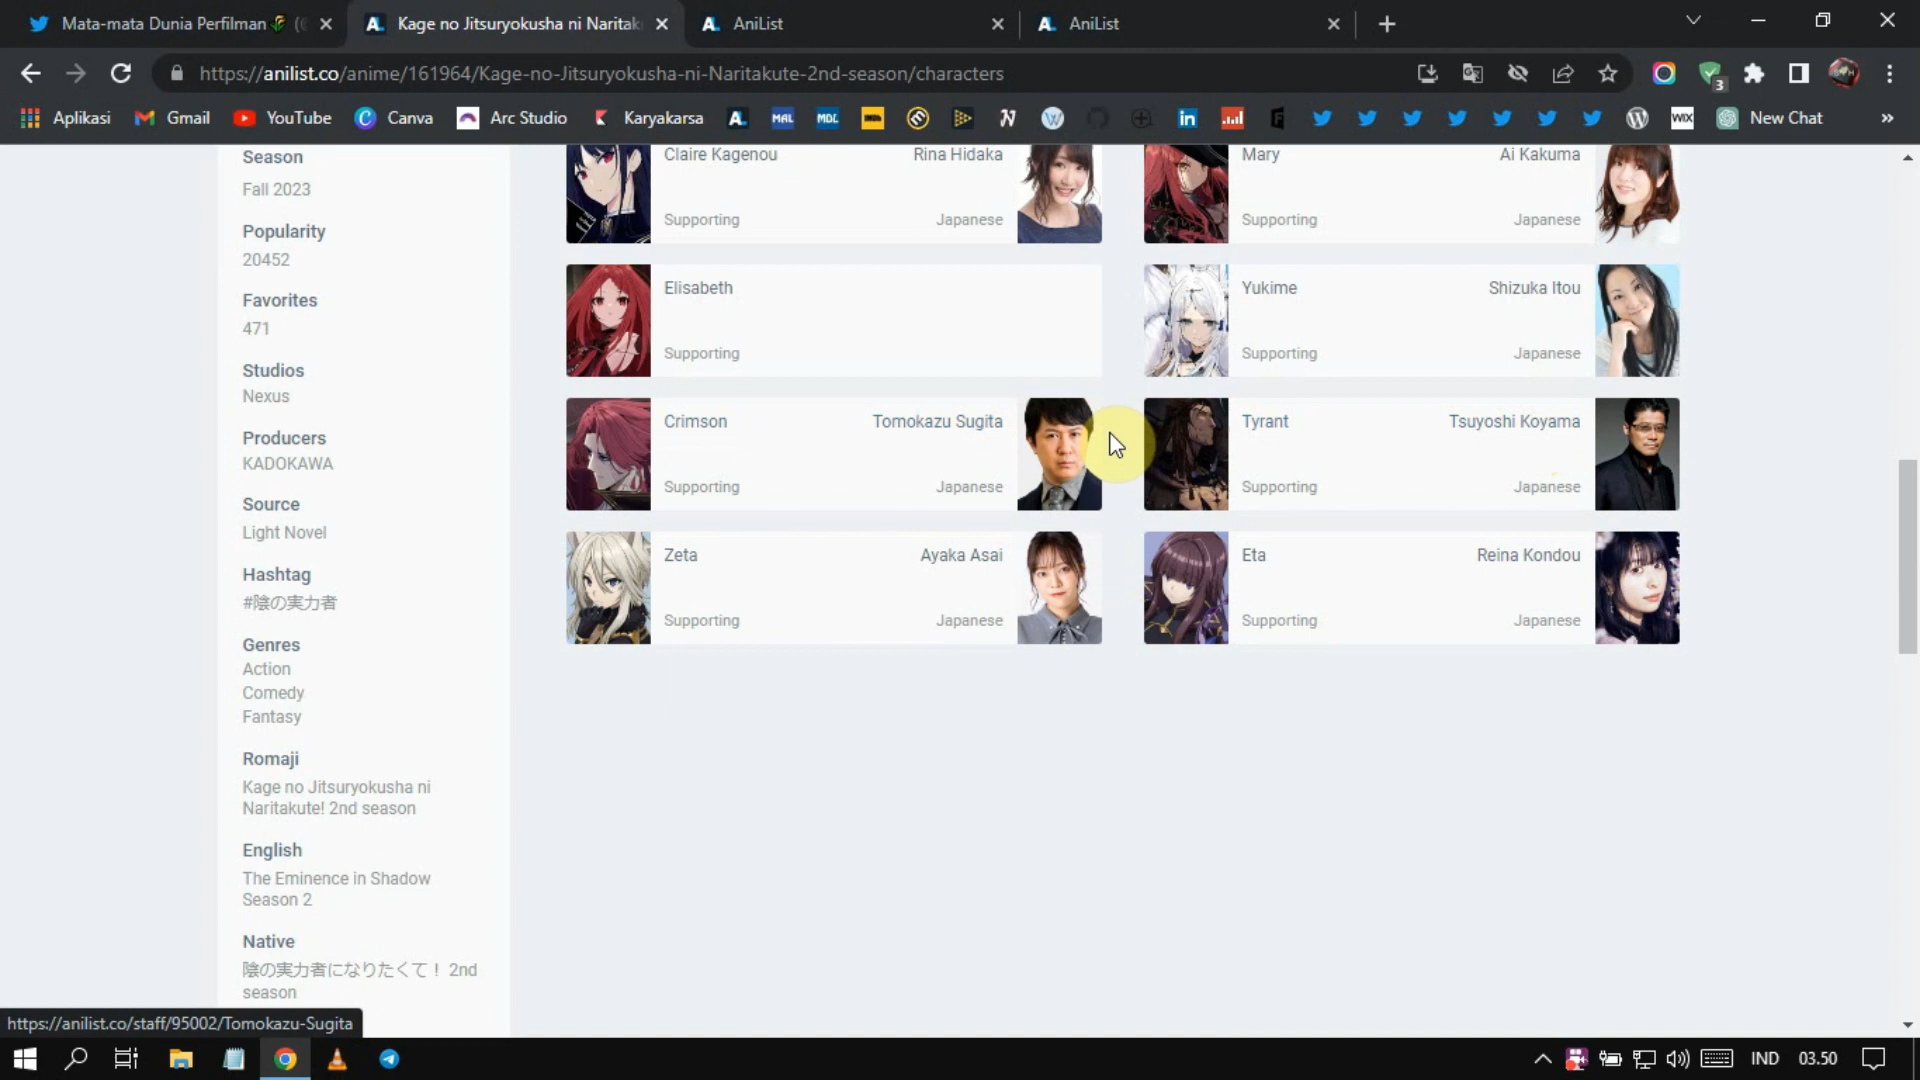 Mata-mata Dunia Perfilman
Kage no Jitsuryokusha ni Naritak
AniList
AniList
https://anilist.co/anime/161964/Kage-no-Jitsuryokusha-ni-Naritakute-2nd-season/characters
3
Aplikasi
Gmail
YouTube
Canva
Arc Studio
Karyakarsa
MAL
MDL
WIX
New Chat
Season
Fall 2023
Popularity
20452
Favorites
471
Studios
Nexus
Producers
KADOKAWA
Source
Light Novel
Hashtag
#陰の実力者
Genres
Action
Comedy
Fantasy
Romaji
Kage no Jitsuryokusha ni
Naritakute! 2nd season
English
The Eminence in Shadow
Season 2
Native
陰の実力者になりたくて！ 2nd
season
Claire Kagenou
Rina Hidaka
Supporting
Japanese
Mary
Ai Kakuma
Supporting
Japanese
Elisabeth
Supporting
Yukime
Shizuka Itou
Supporting
Japanese
Crimson
Tomokazu Sugita
Supporting
Japanese
Tyrant
Tsuyoshi Koyama
Supporting
Japanese
Zeta
Ayaka Asai
Supporting
Japanese
Eta
Reina Kondou
Supporting
Japanese
https://anilist.co/staff/95002/Tomokazu-Sugita
IND
03.50